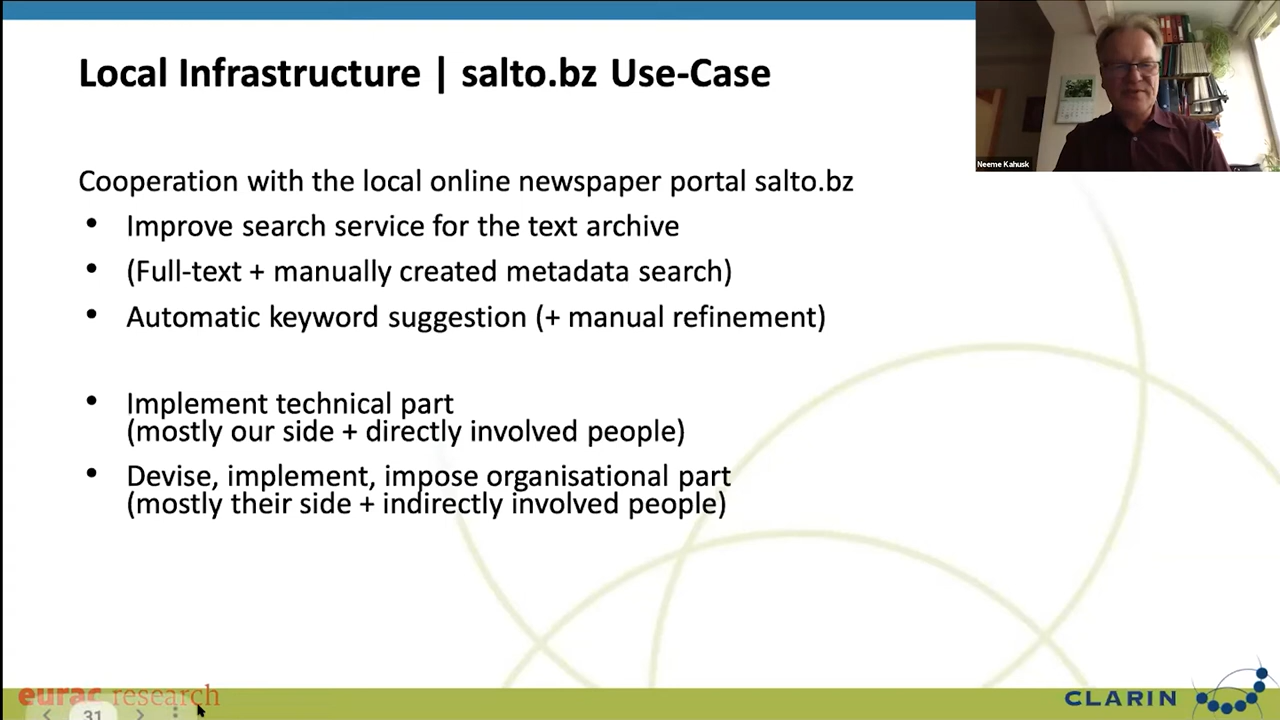 Local Infrastructure | salto.bz Use-Case
Neeme Kahusk
Cooperation with the local online newspaper portal salto.bz
• Improve search service for the text archive
• (Full-text + manually created metadata search)
• Automatic keyword suggestion (+ manual refinement)
• Implement technical part
(mostly our side + directly involved people)
• Devise, implement, impose organisational part
(mostly their side + indirectly involved people)
eurac research
31
CLARIN